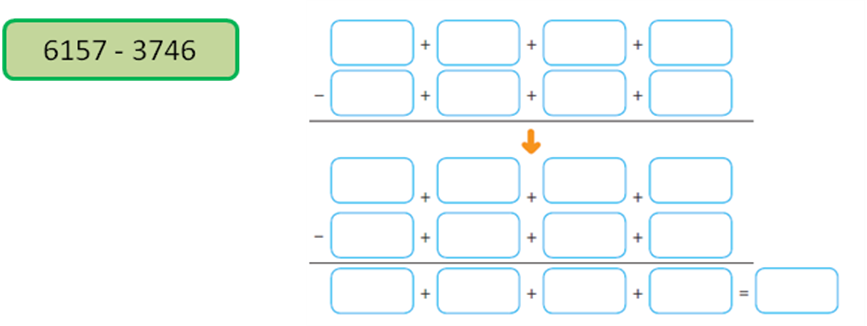 6157 - 3746
+ + +
- + + +
+ + +
- + + +
+ + + =